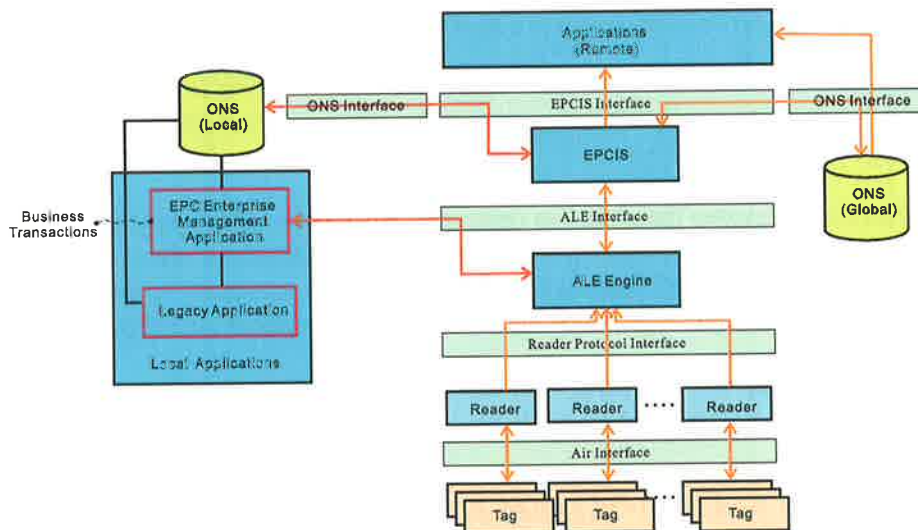 Applications
(Remote)
ONS
(Local)
ONS Interface
EPCIS Interface
ONS Interface
EPCIS
ONS
(Global)
Business
Transactions
EPC Enterprise
Management
Application
ALE Interface
ALE Engine
Legacy Application
Local Applications
Reader Protocol Interface
Reader
Reader
....
Reader
Air Interface
Tag
Tag
...
Tag